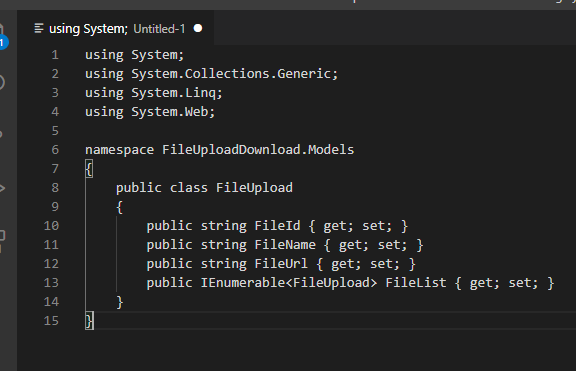 using System; Untitled-1
1 using System;
2 using System.Collections.Generic;
3 using System.Linq;
4 using System.Web;
5
6 namespace FileUploadDownload.Models
7 {
8 public class FileUpload
9 {
10 public string FileId { get; set; }
11 public string FileName { get; set; }
12 public string FileUrl { get; set; }
13 public IEnumerable<FileUpload> FileList { get; set; }
14 }
15 }
1